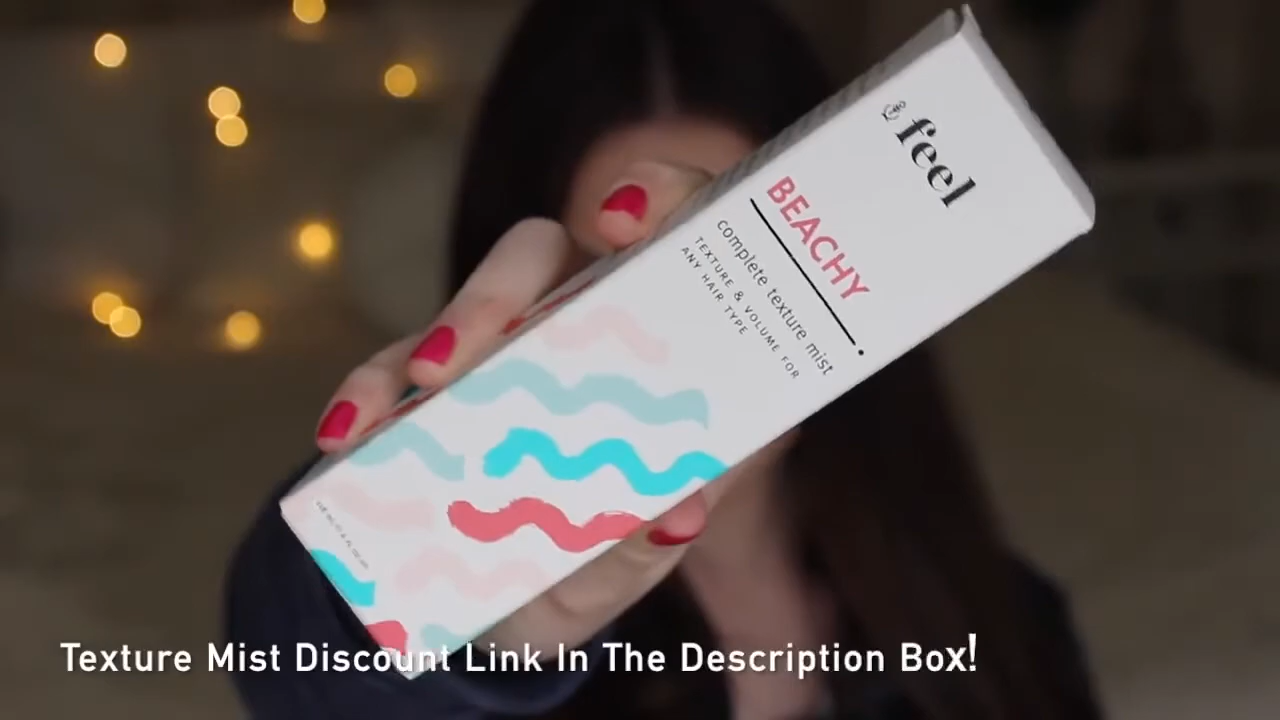 feel
BEACHY
complete texture mist
TEXTURE & VOLUME FOR
ANY HAIR TYPE
Texture Mist Discount Link In The Description Box!